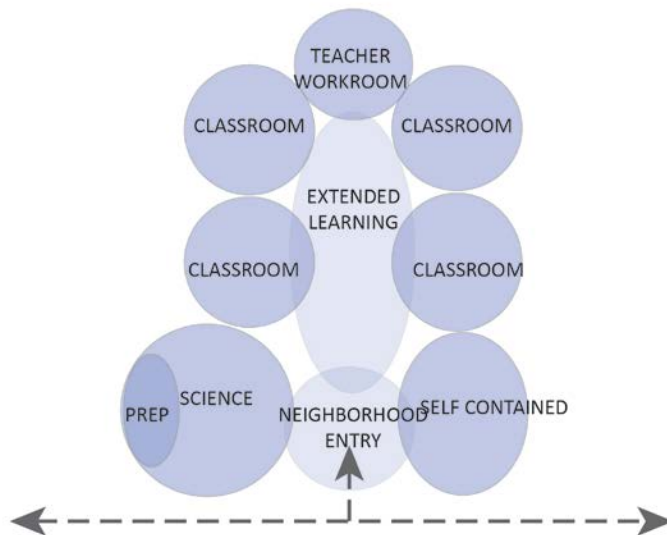 TEACHER
WORKROOM
CLASSROOM
CLASSROOM
EXTENDED
LEARNING
CLASSROOM
CLASSROOM
SCIENCE
PREP
NEIGHBORHOOD
ENTRY
SELF CONTAINED